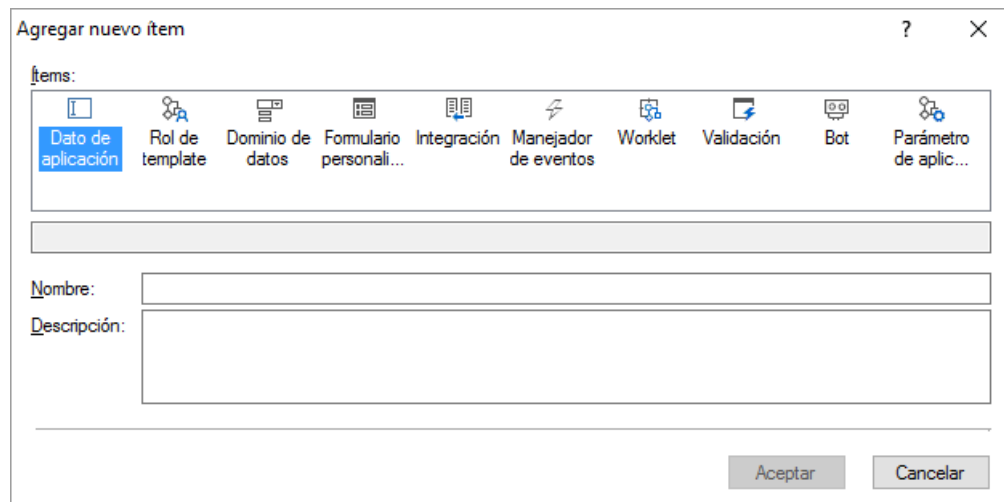 Agregar nuevo ítem ?
Ítems:
Dato de aplicación
Rol de template
Dominio de datos
Formulario personali...
Integración
Manejador de eventos
Worklet
Validación
Bot
Parámetro de aplic...
Nombre:
Descripción:
Aceptar Cancelar